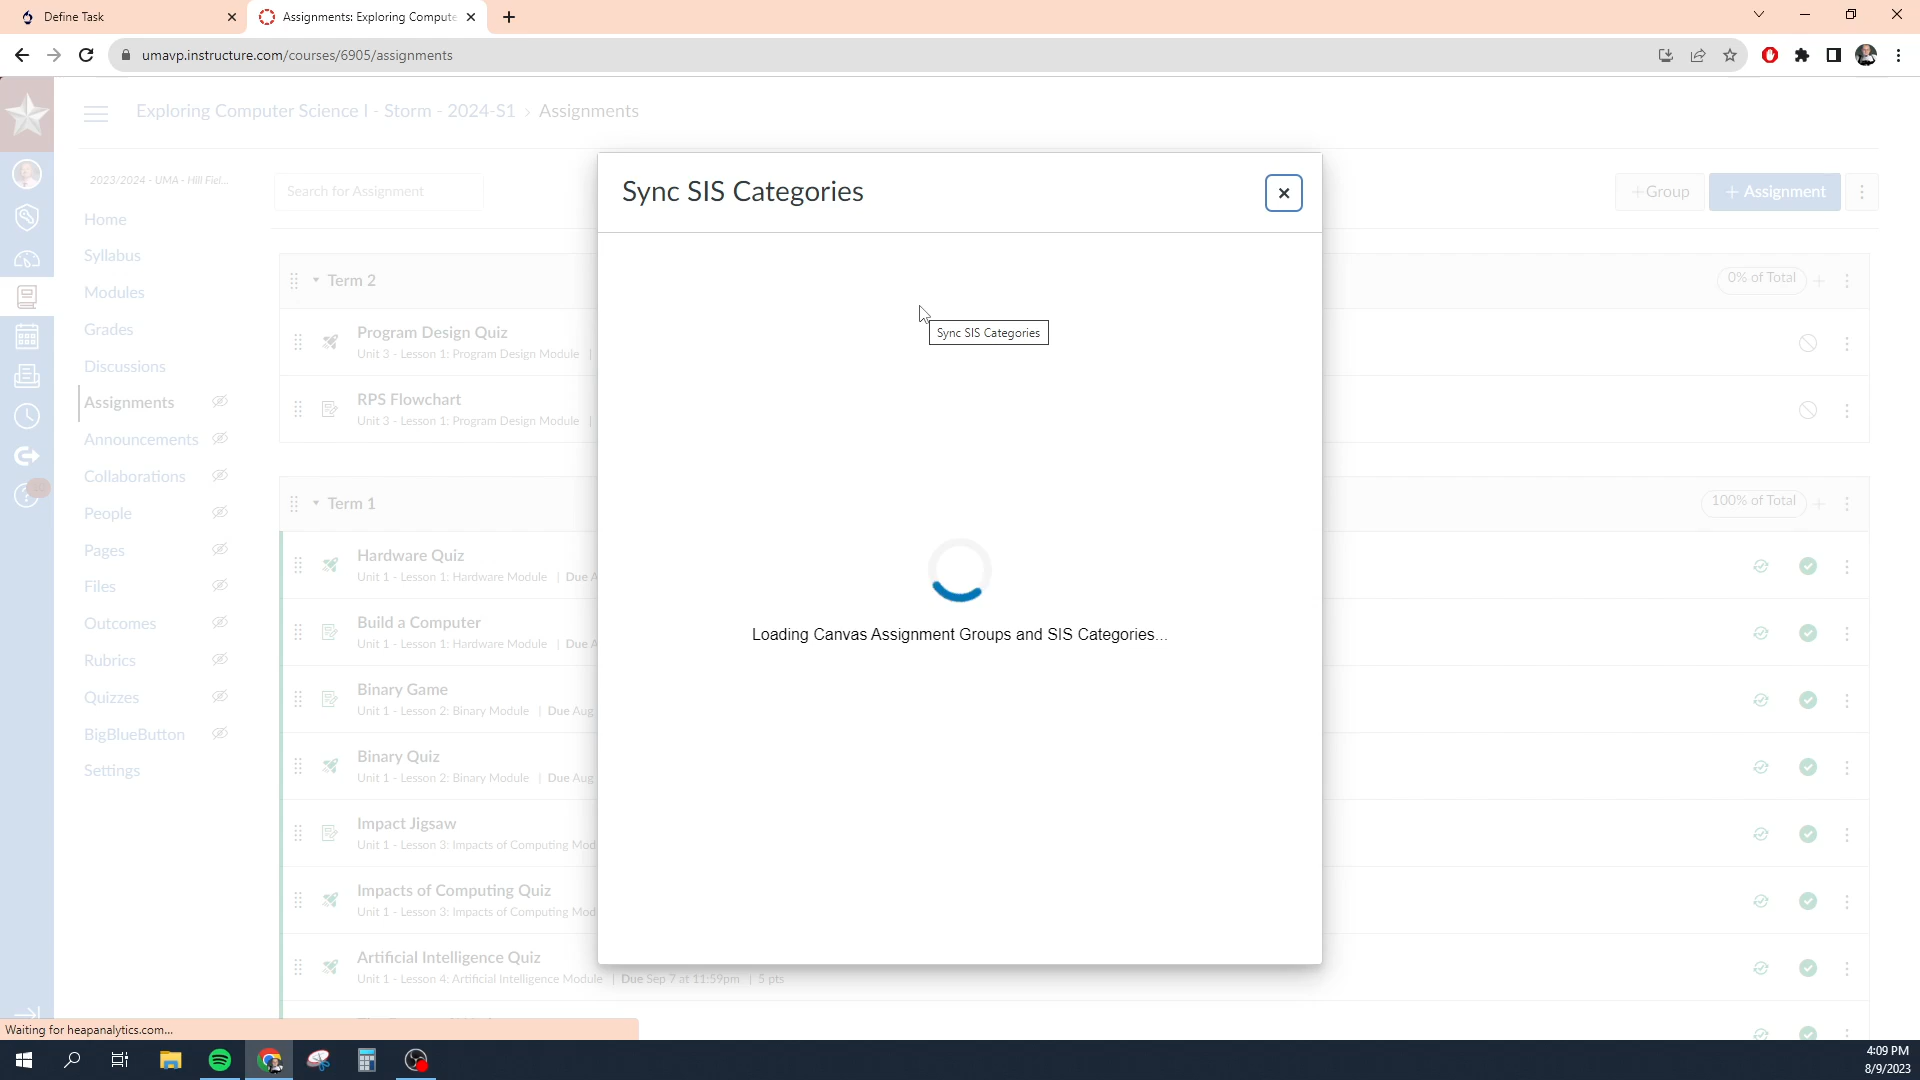 Define Task
Assignments: Exploring Compute
umavp.instructure.com/courses/6905/assignments
Exploring Computer Science I - Storm - 2024-S1 › Assignments
2023/2024 - UMA - Hill Fiel...
Home
Syllabus
Modules
Grades
Discussions
Assignments
Announcements
Collaborations
People
Pages
Files
Outcomes
Rubrics
Quizzes
BigBlueButton
Settings
Search for Assignment
+ Group
+ Assignment
Term 2
0% of Total
Program Design Quiz
Unit 3 - Lesson 1: Program Design Module |
RPS Flowchart
Unit 3 - Lesson 1: Program Design Module |
Term 1
100% of Total
Hardware Quiz
Unit 1 - Lesson 1: Hardware Module | Due A
Build a Computer
Unit 1 - Lesson 1: Hardware Module | Due A
Binary Game
Unit 1 - Lesson 2: Binary Module | Due Aug
Binary Quiz
Unit 1 - Lesson 2: Binary Module | Due Aug
Impact Jigsaw
Unit 1 - Lesson 3: Impacts of Computing Mod
Impacts of Computing Quiz
Unit 1 - Lesson 3: Impacts of Computing Mod
Artificial Intelligence Quiz
Unit 1 - Lesson 4: Artificial Intelligence Module | Due Sep 7 at 11:59pm | 5 pts
Sync SIS Categories
Sync SIS Categories
Loading Canvas Assignment Groups and SIS Categories...
Waiting for heapanalytics.com...
4:09 PM
8/9/2023